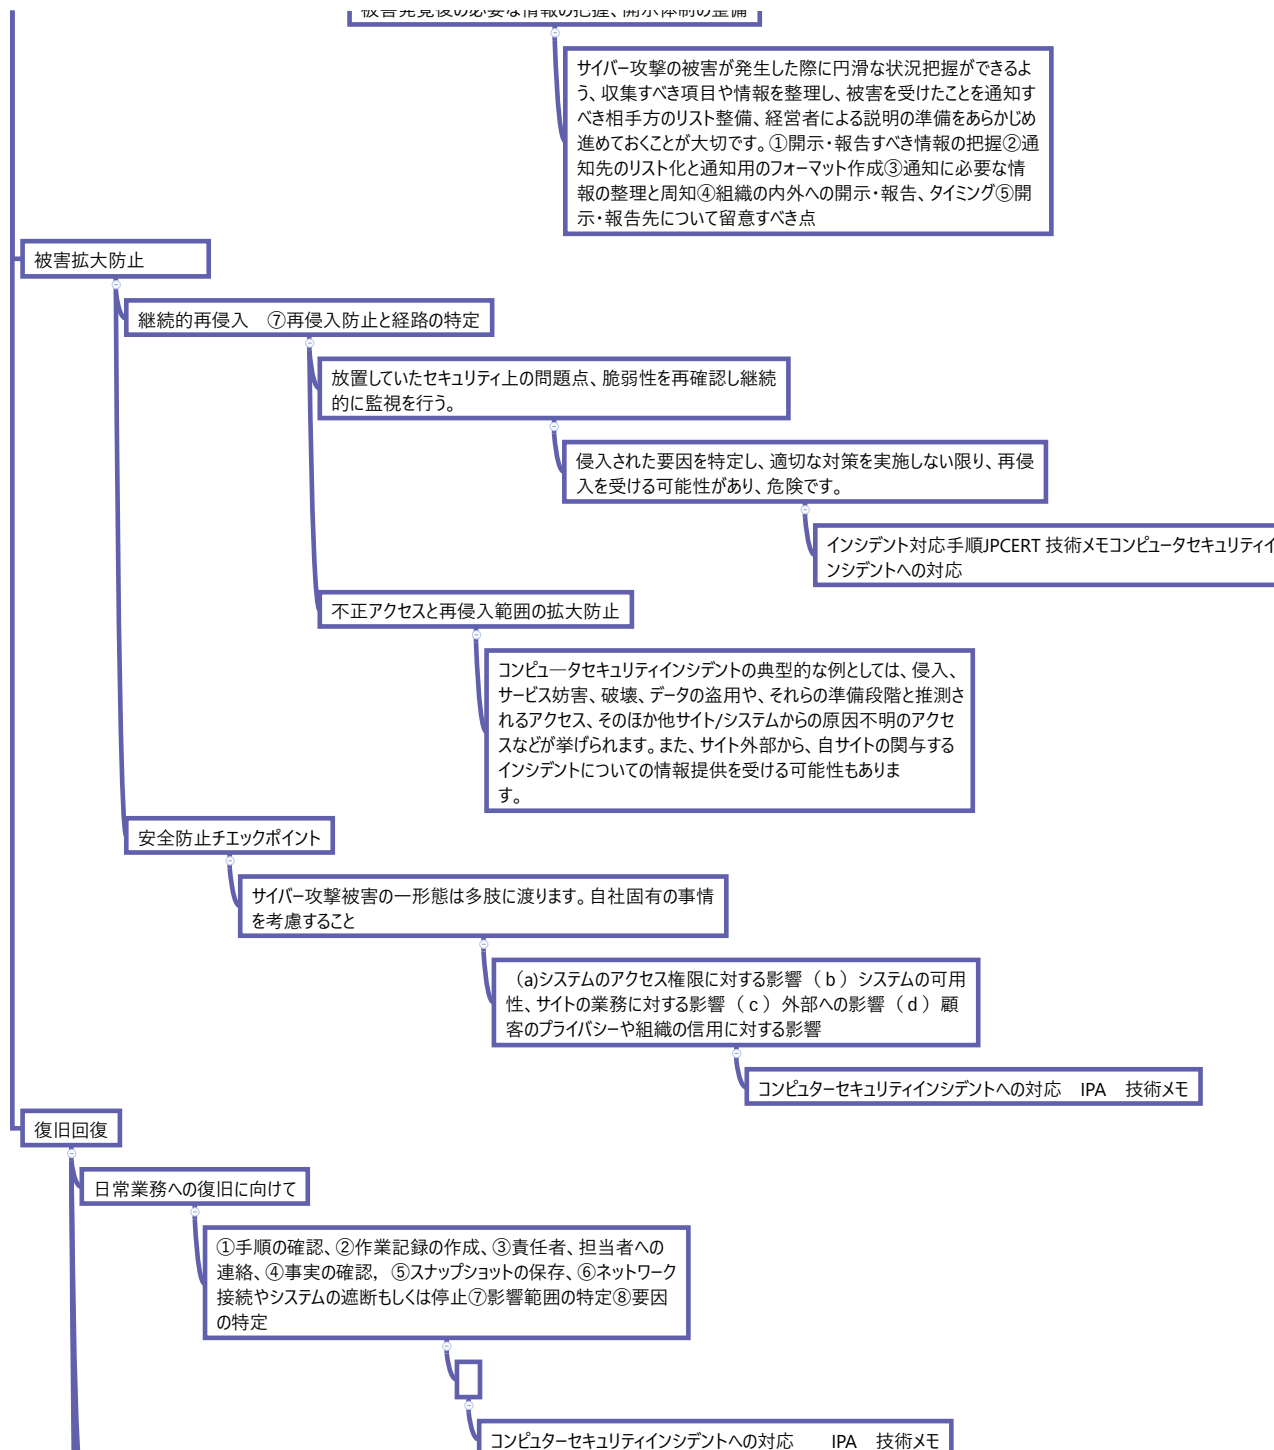 被害発覚後の必要な情報の把握、開示体制の整備
サイバー攻撃の被害が発生した際に円滑な状況把握ができるよ
う、収集すべき項目や情報を整理し、被害を受けたことを通知す
べき相手方のリスト整備、経営者による説明の準備をあらかじめ
進めておくことが大切です。①開示・報告すべき情報の把握②通
知先のリスト化と通知用のフォーマット作成③通知に必要な情
報の整理と周知④組織の内外への開示・報告、タイミング⑤開
示・報告先について留意すべき点
被害拡大防止
継続的再侵入　⑦再侵入防止と経路の特定
放置していたセキュリティ上の問題点、脆弱性を再確認し継続
的に監視を行う。
侵入された要因を特定し、適切な対策を実施しない限り、再侵
入を受ける可能性があり、危険です。
インシデント対応手順JPCERT 技術メモコンピュータセキュリティイ
ンシデントへの対応
不正アクセスと再侵入範囲の拡大防止
コンピュ―タセキュリティインシデントの典型的な例としては、侵入、
サービス妨害、破壊、データの盗用や、それらの準備段階と推測さ
れるアクセス、そのほか他サイト/システムからの原因不明のアクセ
スなどが挙げられます。また、サイト外部から、自サイトの関与する
インシデントについての情報提供を受ける可能性もありま
す。
安全防止チエックポイント
サイバー攻撃被害の一形態は多肢に渡ります。自社固有の事情
を考慮すること
（a)システムのアクセス権限に対する影響（ｂ）システムの可用
性、サイトの業務に対する影響（ｃ）外部への影響（ｄ）顧
客のプライバシーや組織の信用に対する影響
コンピュターセキュリティインシデントへの対応　IPA　技術メモ
復旧回復
日常業務への復旧に向けて
①手順の確認、②作業記録の作成、③責任者、担当者への
連絡、④事実の確認，⑤スナップショットの保存、⑥ネットワーク
接続やシステムの遮断もしくは停止⑦影響範囲の特定⑧要因
の特定
コンピュターセキュリティインシデントへの対応　　IPA　技術メモ